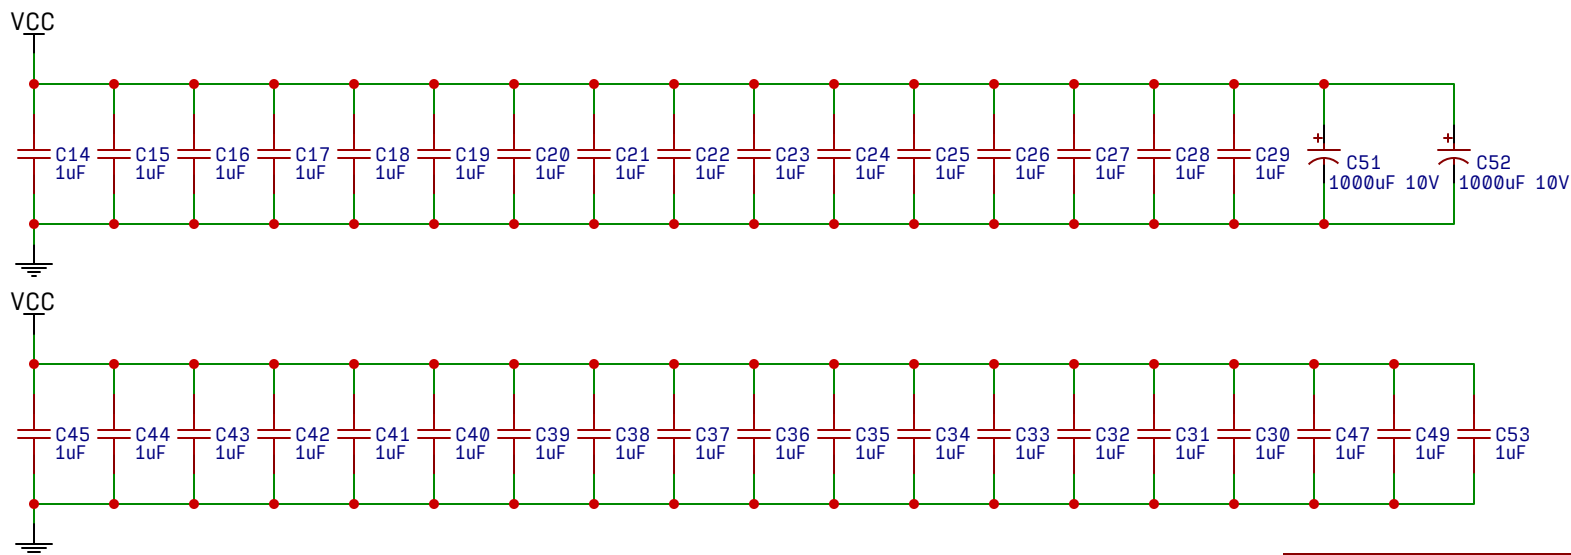 VCC
C14 C15 C16 C17 C18 C19 C20 C21 C22 C23 C24 C25 C26 C27 C28 C29 C51 C52
1uF 1uF 1uF 1uF 1uF 1uF 1uF 1uF 1uF 1uF 1uF 1uF 1uF 1uF 1uF 1uF 1000uF 10V 1000uF 10V
VCC
C45 C44 C43 C42 C41 C40 C39 C38 C37 C36 C35 C34 C33 C32 C31 C30 C47 C49 C53
1uF 1uF 1uF 1uF 1uF 1uF 1uF 1uF 1uF 1uF 1uF 1uF 1uF 1uF 1uF 1uF 1uF 1uF 1uF